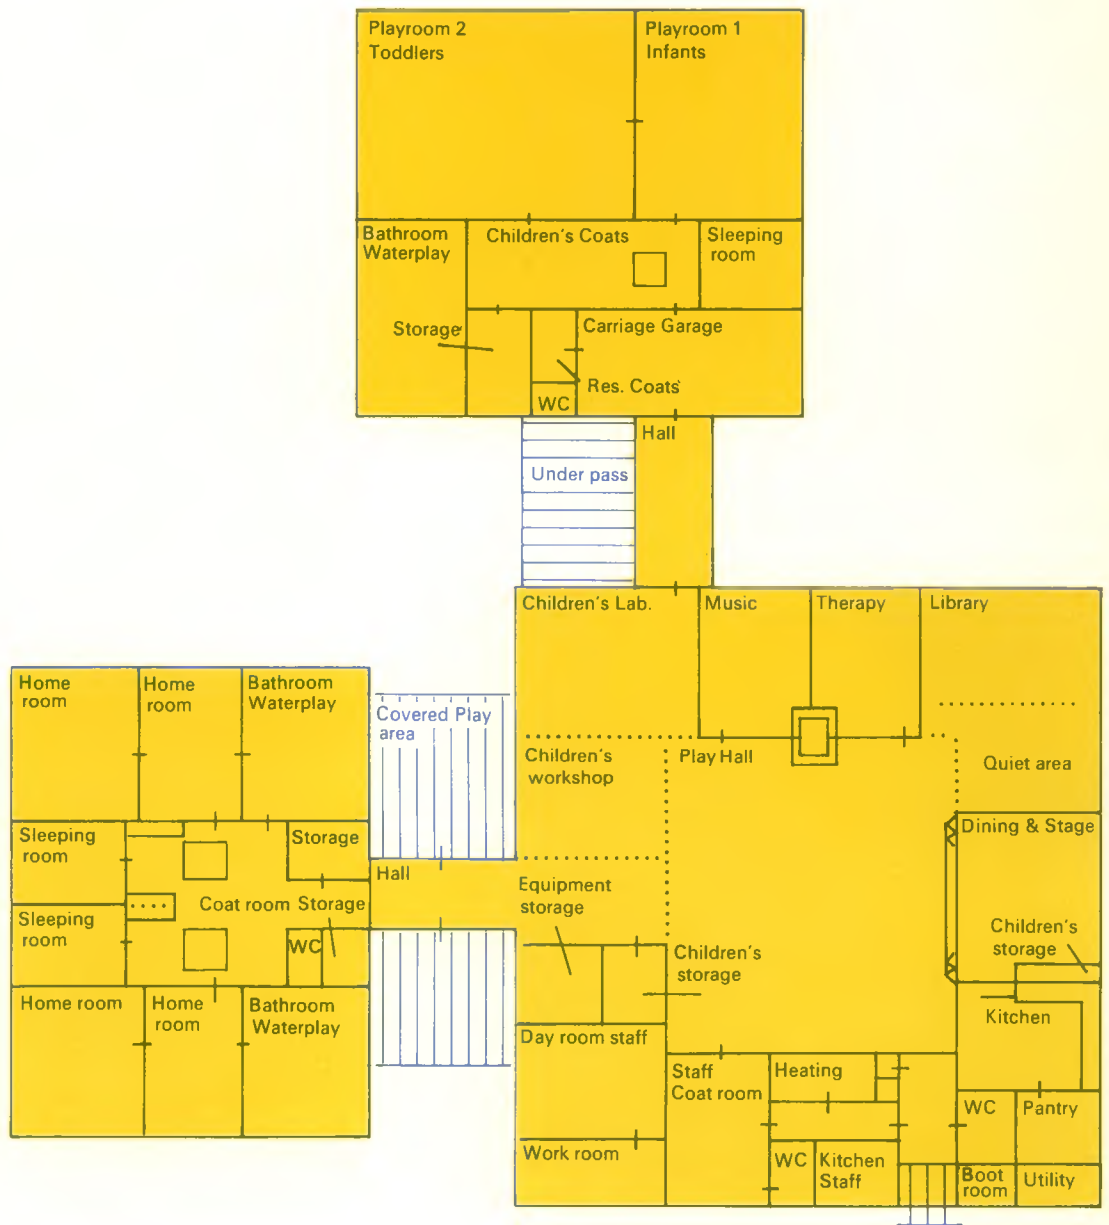 Playroom 2
Toddlers
Playroom 1
Infants
Bathroom
Waterplay
Children's Coats
Sleeping
room
Storage
Carriage Garage
Res. Coats
WC
Hall
Under pass
Children's Lab.
Music
Therapy
Library
Home
room
Home
room
Bathroom
Waterplay
Covered Play
area
Children's
workshop
Play Hall
Quiet area
Sleeping
room
Storage
Dining & Stage
Hall
Equipment
storage
Coat room
Storage
Sleeping
room
WC
Children's
storage
Children's
storage
Home room
Home
room
Bathroom
Waterplay
Kitchen
Day room staff
Staff
Coat room
Heating
WC
Pantry
Work room
WC
Kitchen
Staff
Boot
room
Utility